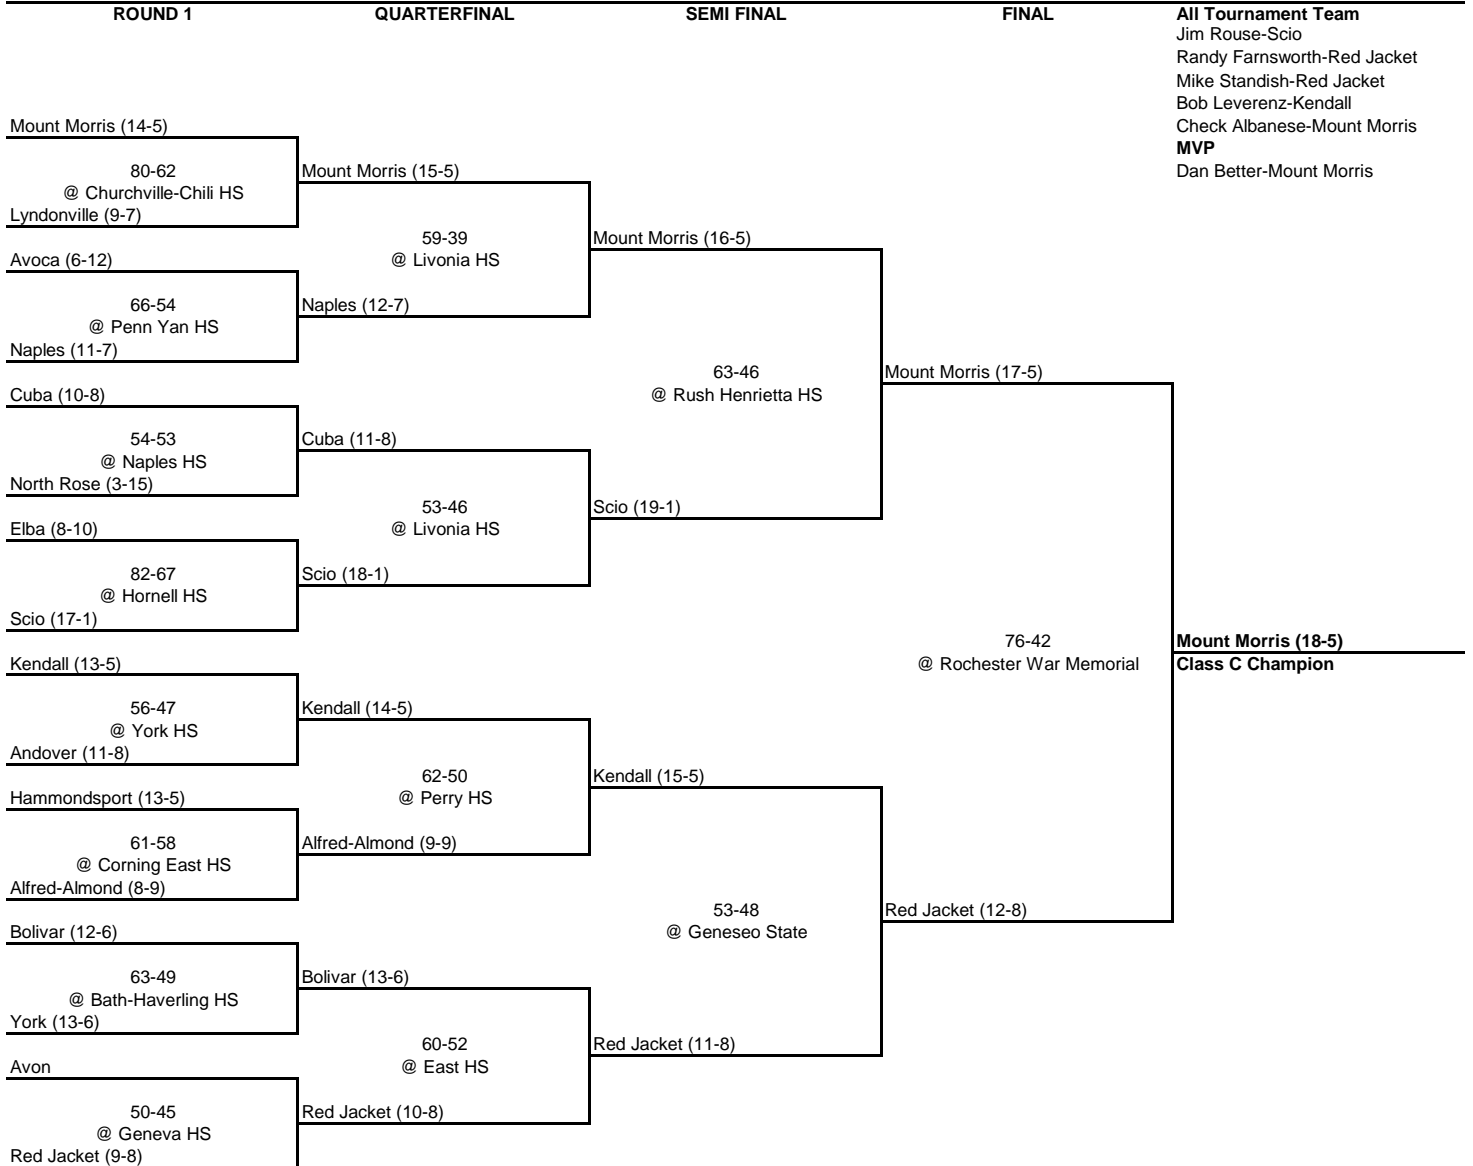 ROUND 1
QUARTERFINAL
SEMI FINAL
FINAL
All Tournament Team
Jim Rouse-Scio
Randy Farnsworth-Red Jacket
Mike Standish-Red Jacket
Bob Leverenz-Kendall
Check Albanese-Mount Morris
MVP
Dan Better-Mount Morris
Mount Morris (14-5)
80-62
@ Churchville-Chili HS
Lyndonville (9-7)
Avoca (6-12)
66-54
@ Penn Yan HS
Naples (11-7)
Cuba (10-8)
54-53
@ Naples HS
North Rose (3-15)
Elba (8-10)
82-67
@ Hornell HS
Scio (17-1)
Kendall (13-5)
56-47
@ York HS
Andover (11-8)
Hammondsport (13-5)
61-58
@ Corning East HS
Alfred-Almond (8-9)
Bolivar (12-6)
63-49
@ Bath-Haverling HS
York (13-6)
Avon
50-45
@ Geneva HS
Red Jacket (9-8)
Mount Morris (15-5)
59-39
@ Livonia HS
Naples (12-7)
Cuba (11-8)
53-46
@ Livonia HS
Scio (18-1)
Kendall (14-5)
62-50
@ Perry HS
Alfred-Almond (9-9)
Bolivar (13-6)
60-52
@ East HS
Red Jacket (10-8)
Mount Morris (16-5)
63-46
@ Rush Henrietta HS
Scio (19-1)
Kendall (15-5)
53-48
@ Geneseo State
Red Jacket (11-8)
Mount Morris (17-5)
76-42
@ Rochester War Memorial
Red Jacket (12-8)
Mount Morris (18-5)
Class C Champion